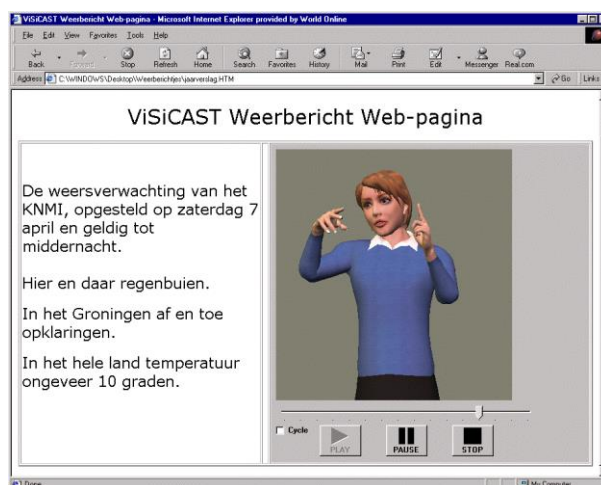 ViSiCAST Weerbericht Web-pagina - Microsoft Internet Explorer provided by World Online
File Edit View Favorites Tools Help
Back Forward Stop Refresh Home Search Favorites History Mail Print Edit Messenger Real.com
Address C:\WINDOWS\Desktop\Weerberichtjes\jaarverslag.HTM Go Links
ViSiCAST Weerbericht Web-pagina
De weersverwachting van het
KNMI, opgesteld op zaterdag 7
april en geldig tot
middernacht.
Hier en daar regenbuien.
In het Groningen af en toe
opklaringen.
In het hele land temperatuur
ongeveer 10 graden.
Cycle
PLAY PAUSE STOP
Done My Computer